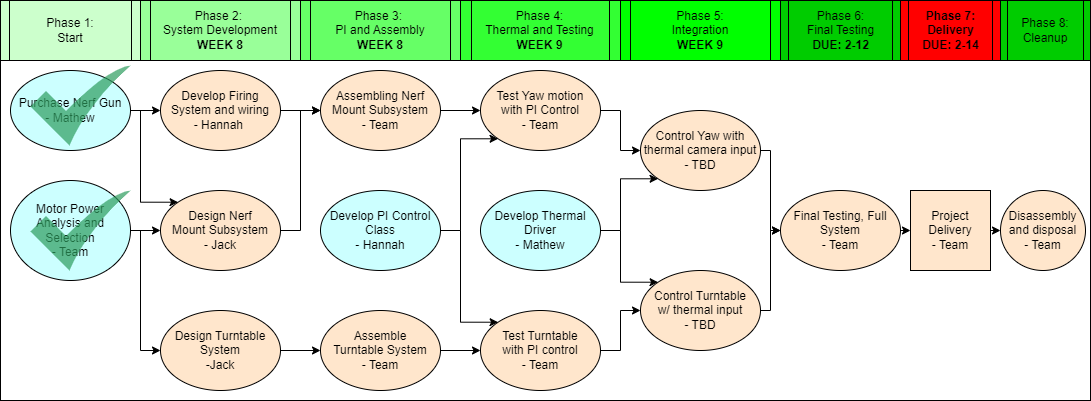 Phase 1:
Start
Phase 2:
System Development
WEEK 8
Phase 3:
PI and Assembly
WEEK 8
Phase 4:
Thermal and Testing
WEEK 9
Phase 5:
Integration
WEEK 9
Phase 6:
Final Testing
DUE: 2-12
Phase 7:
Delivery
DUE: 2-14
Phase 8:
Cleanup
Purchase Nerf Gun
- Mathew
Develop Firing
System and wiring
- Hannah
Assembling Nerf
Mount Subsystem
- Team
Test Yaw motion
with PI Control
- Team
Control Yaw with
thermal camera input
- TBD
Motor Power
Analysis and
Selection
- Team
Design Nerf
Mount Subsystem
- Jack
Develop PI Control
Class
- Hannah
Develop Thermal
Driver
- Mathew
Final Testing, Full
System
- Team
Project
Delivery
- Team
Disassembly
and disposal
- Team
Control Turntable
w/ thermal input
- TBD
Design Turntable
System
-Jack
Assemble
Turntable System
- Team
Test Turntable
with PI control
- Team